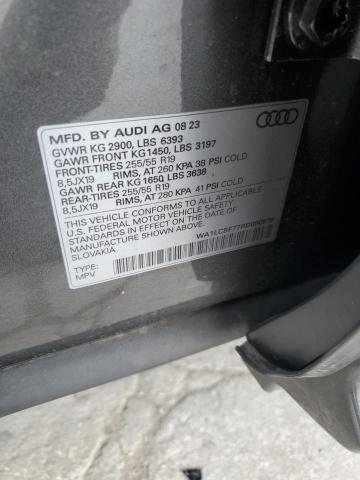 MFD. BY AUDI AG 08 23
GVWR KG 2900, LBS 6393
GAWR FRONT KG1450, LBS 3197
FRONT-TIRES 255/55 R19
8,5JX19 RIMS, AT 260 KPA 38 PSI COLD
GAWR REAR KG 1650, LBS 3638
REAR-TIRES 255/55 R19
8,5JX19 RIMS, AT 280 KPA 41 PSI COLD
THIS VEHICLE CONFORMS TO ALL APPLICABLE
U.S. FEDERAL MOTOR VEHICLE SAFETY
STANDARDS IN EFFECT ON THE DATE OF
MANUFACTURE SHOWN ABOVE.
SLOVAKIA
TYPE:
MPV